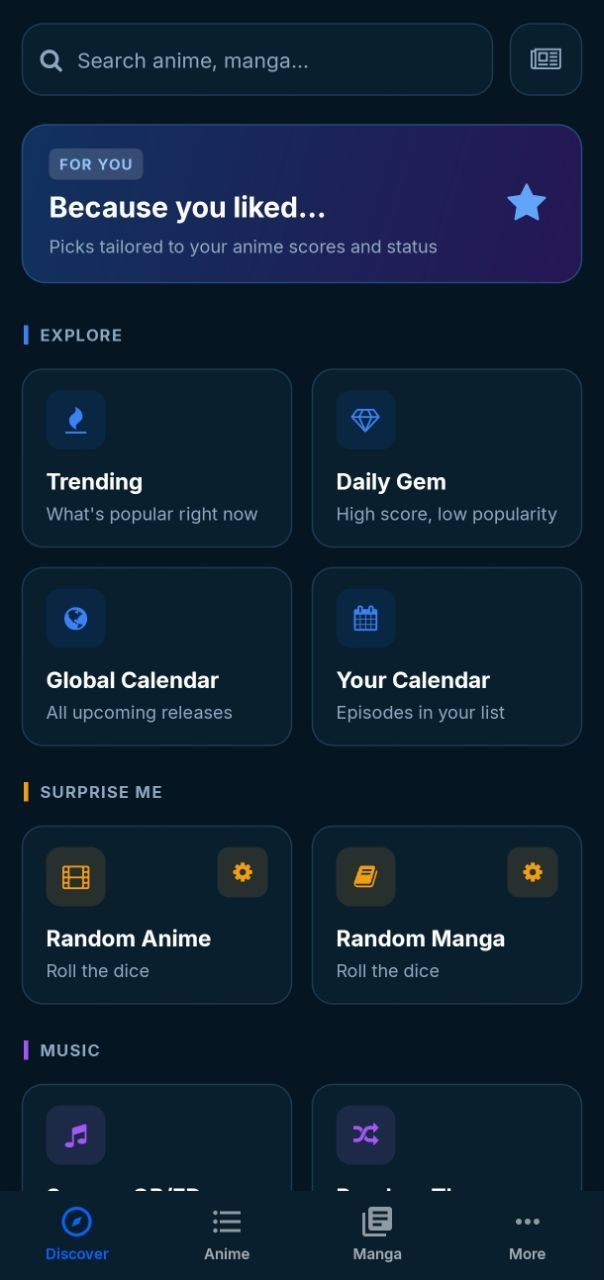 Search anime, manga...
FOR YOU
Because you liked...
Picks tailored to your anime scores and status
EXPLORE
Trending
What's popular right now
Daily Gem
High score, low popularity
Global Calendar
All upcoming releases
Your Calendar
Episodes in your list
SURPRISE ME
Random Anime
Roll the dice
Random Manga
Roll the dice
MUSIC
Discover
Anime
Manga
More